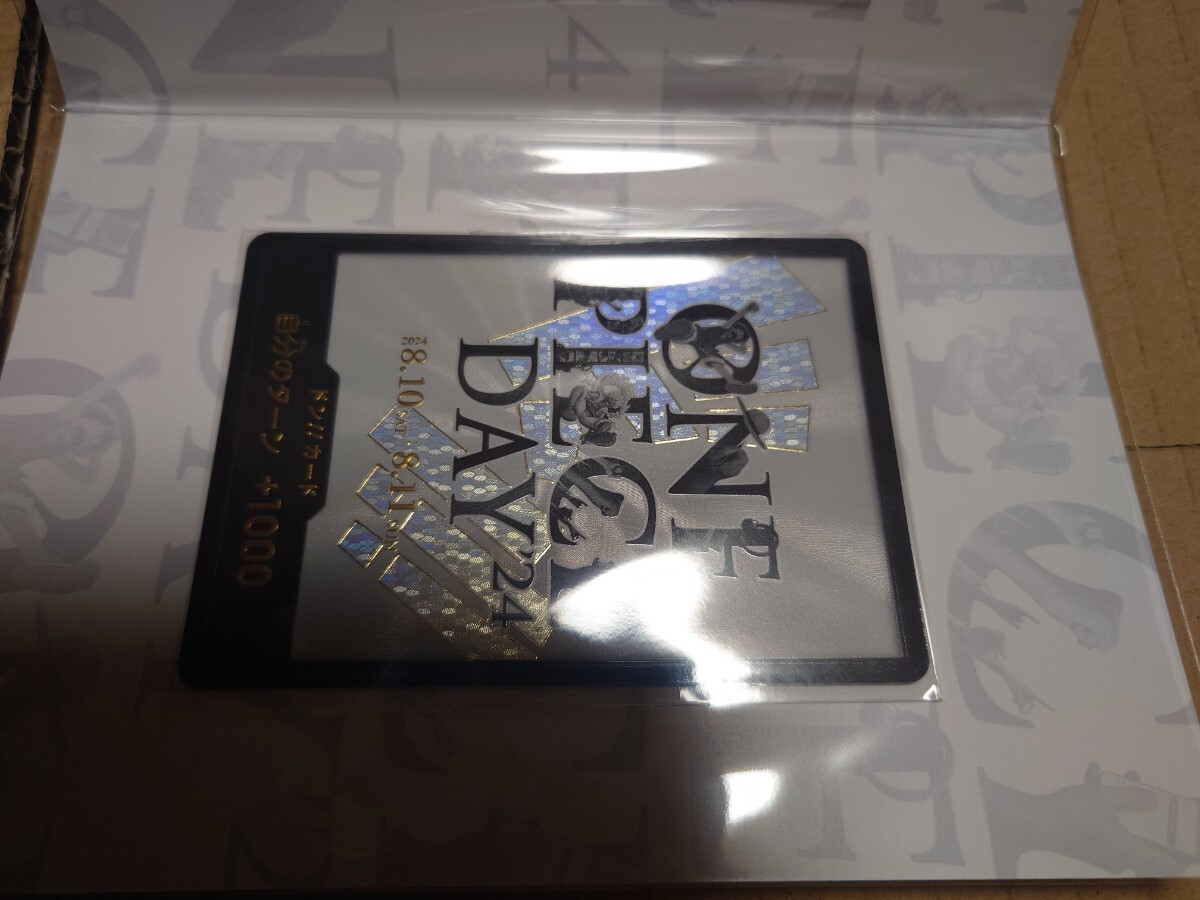 ONE
PIECE
DAY'24
2024
8.10 SAT - 8.11 SUN
ドン!!カード
自分のターン +1000